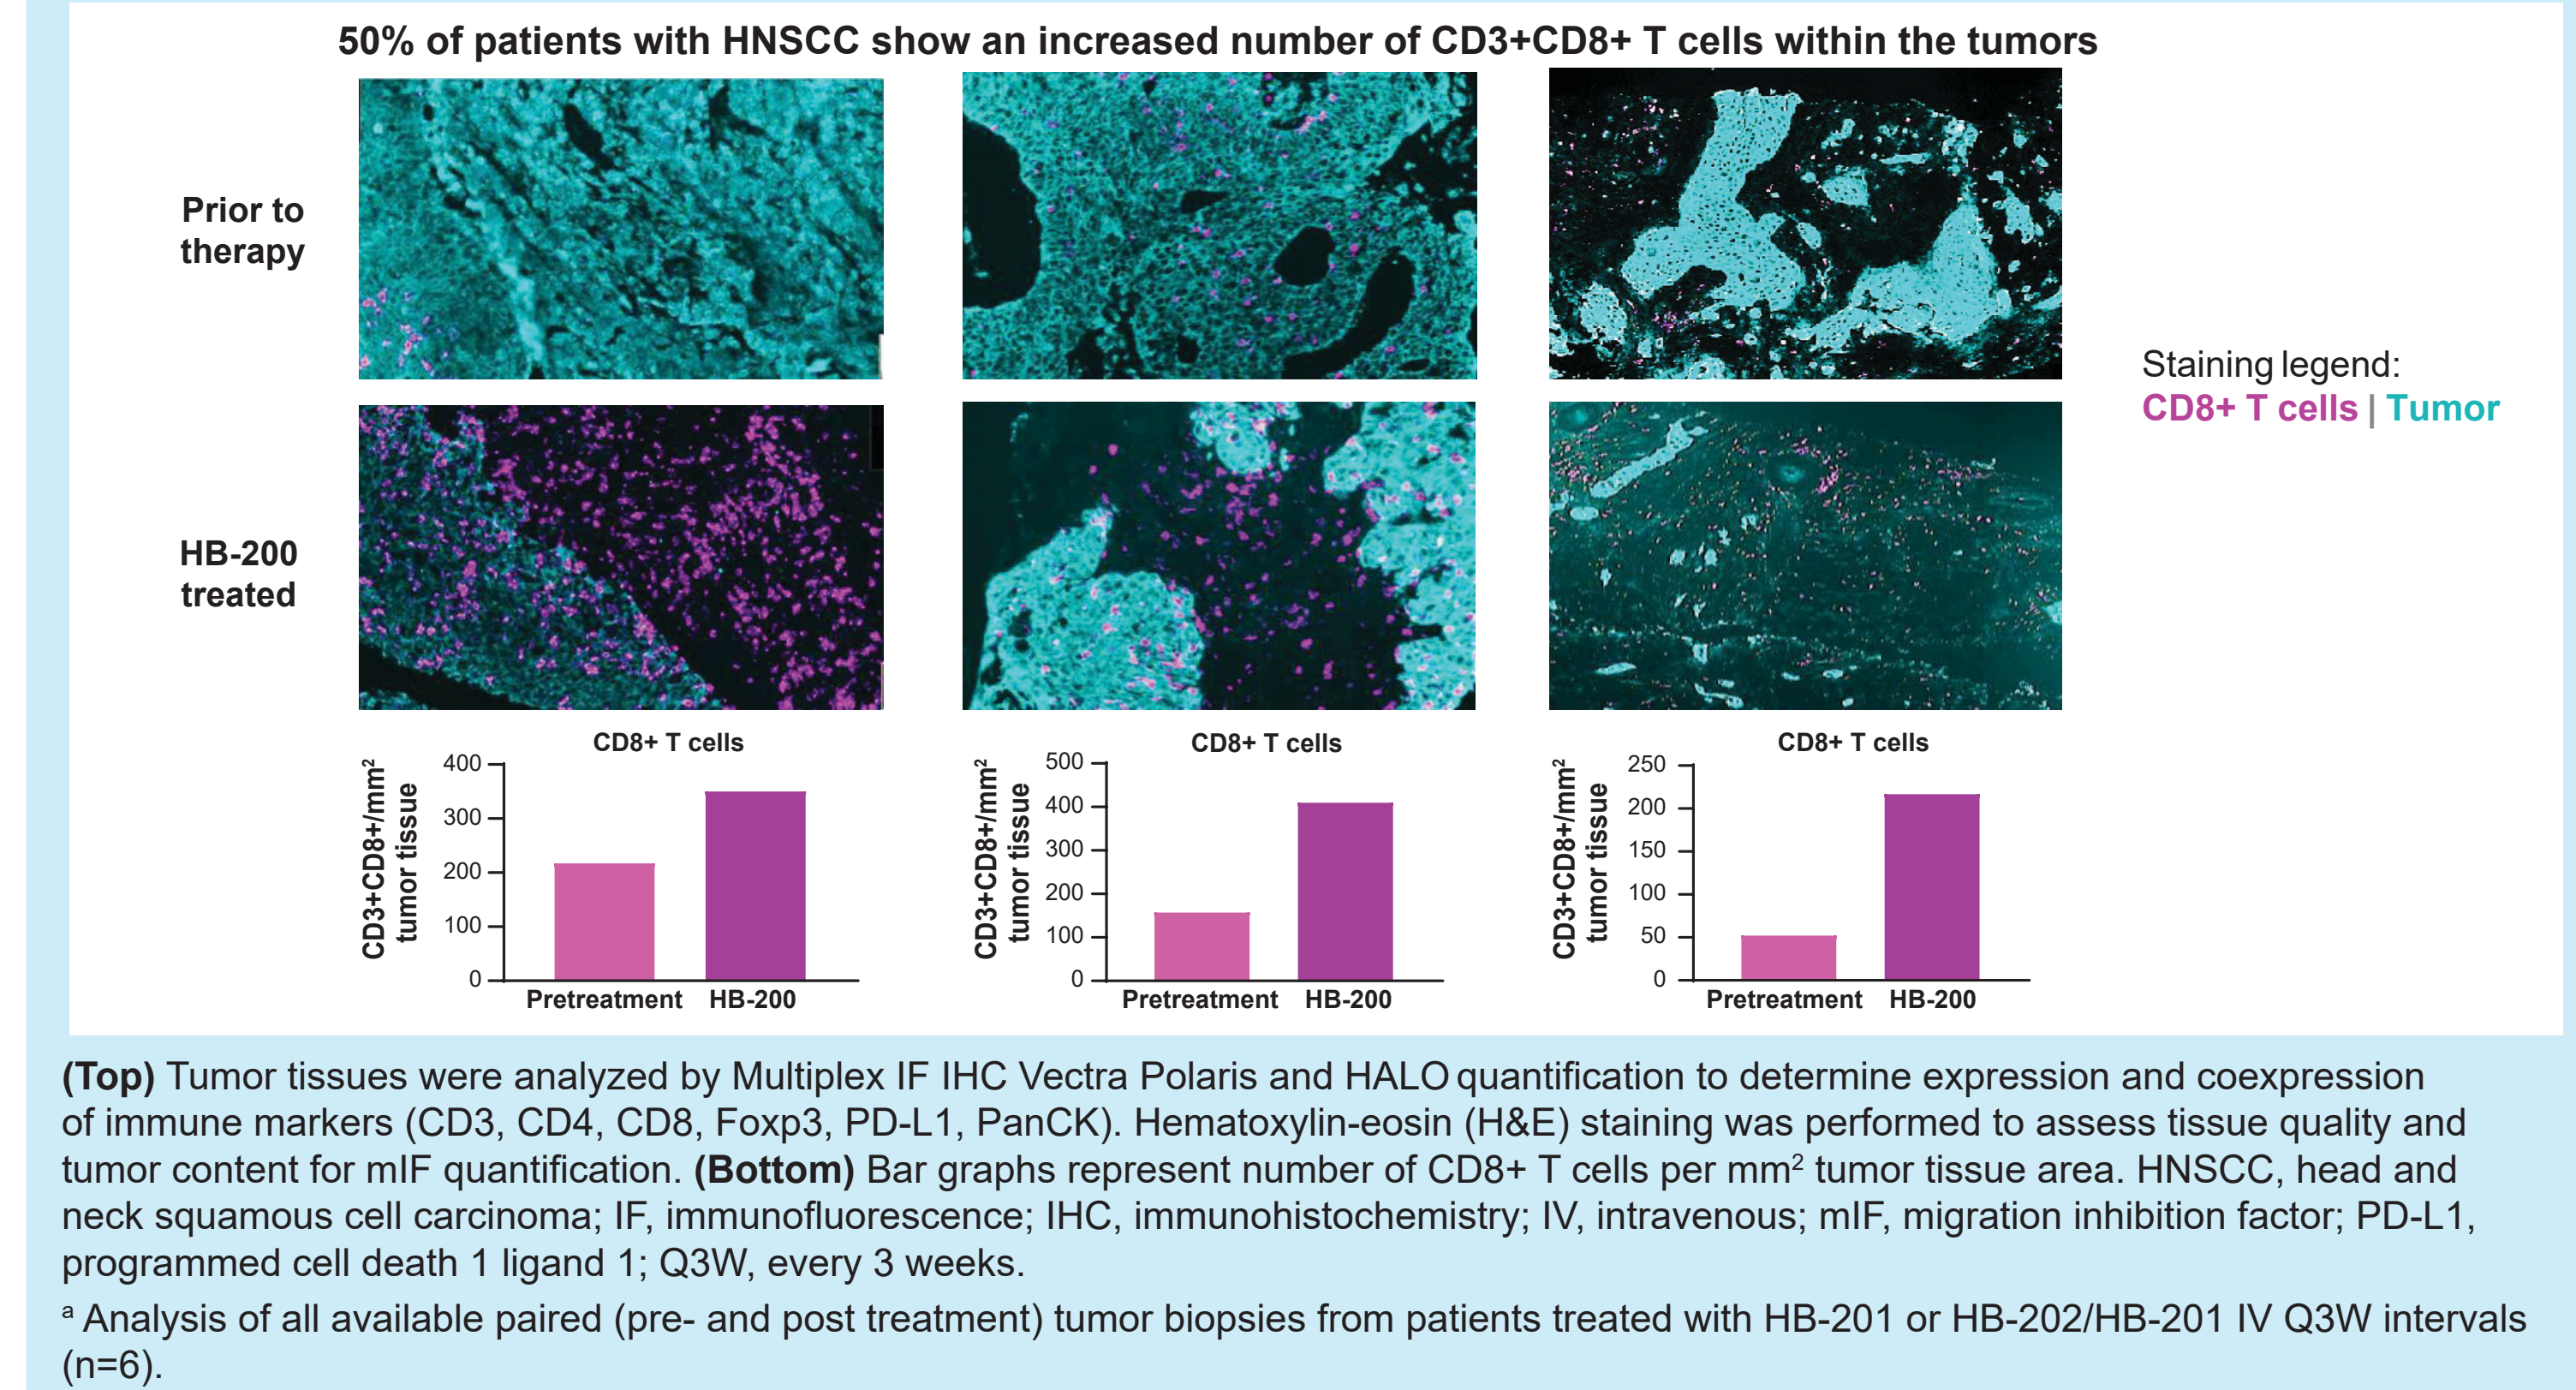 50% of patients with HNSCC show an increased number of CD3+CD8+ T cells within the tumors
Prior to
therapy
HB-200
treated
Staining legend:
CD8+ T cells | Tumor
CD8+ T cells
CD3+CD8+/mm²
tumor tissue
400
300
200
100
0
Pretreatment HB-200
CD8+ T cells
CD3+CD8+/mm²
tumor tissue
500
400
300
200
100
0
Pretreatment HB-200
CD8+ T cells
CD3+CD8+/mm²
tumor tissue
250
200
150
100
50
0
Pretreatment HB-200
(Top) Tumor tissues were analyzed by Multiplex IF IHC Vectra Polaris and HALO quantification to determine expression and coexpression
of immune markers (CD3, CD4, CD8, Foxp3, PD-L1, PanCK). Hematoxylin-eosin (H&E) staining was performed to assess tissue quality and
tumor content for mIF quantification. (Bottom) Bar graphs represent number of CD8+ T cells per mm² tumor tissue area. HNSCC, head and
neck squamous cell carcinoma; IF, immunofluorescence; IHC, immunohistochemistry; IV, intravenous; mIF, migration inhibition factor; PD-L1,
programmed cell death 1 ligand 1; Q3W, every 3 weeks.
ᵃ Analysis of all available paired (pre- and post treatment) tumor biopsies from patients treated with HB-201 or HB-202/HB-201 IV Q3W intervals
(n=6).